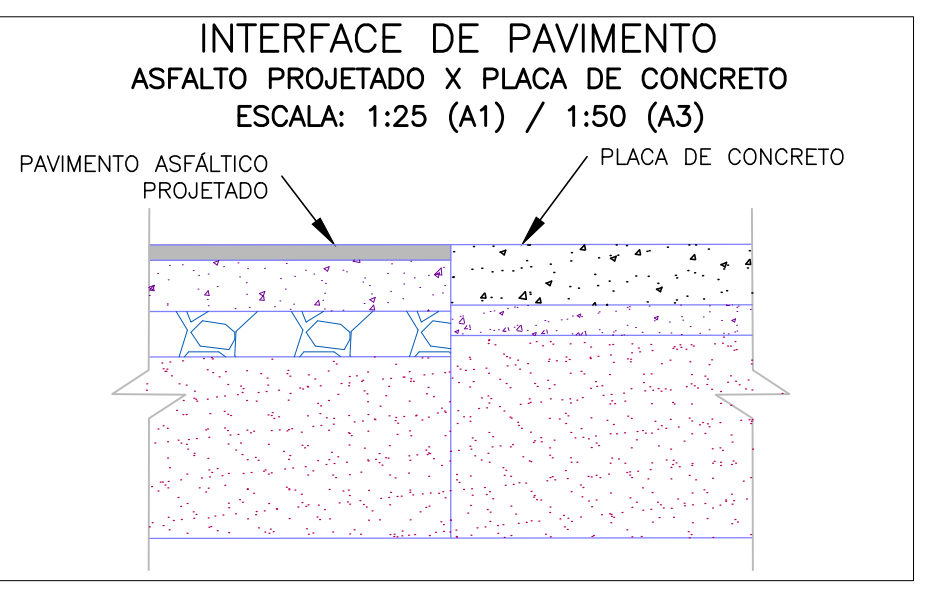 INTERFACE DE PAVIMENTO
ASFALTO PROJETADO X PLACA DE CONCRETO
ESCALA: 1:25 (A1) / 1:50 (A3)
PAVIMENTO ASFÁLTICO
PROJETADO
PLACA DE CONCRETO